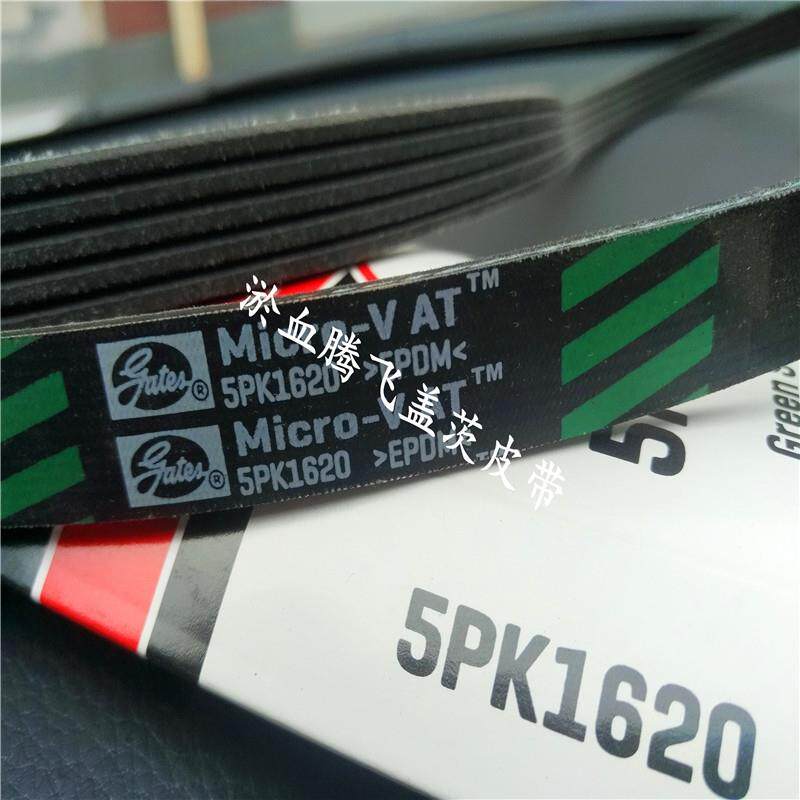 Micro-V AT™
Gates®
5PK1620 >EPDM<
Micro-V AT™
Gates®
5PK1620 >EPDM<
淤血腾飞盖茨皮带
5PK1620
Green